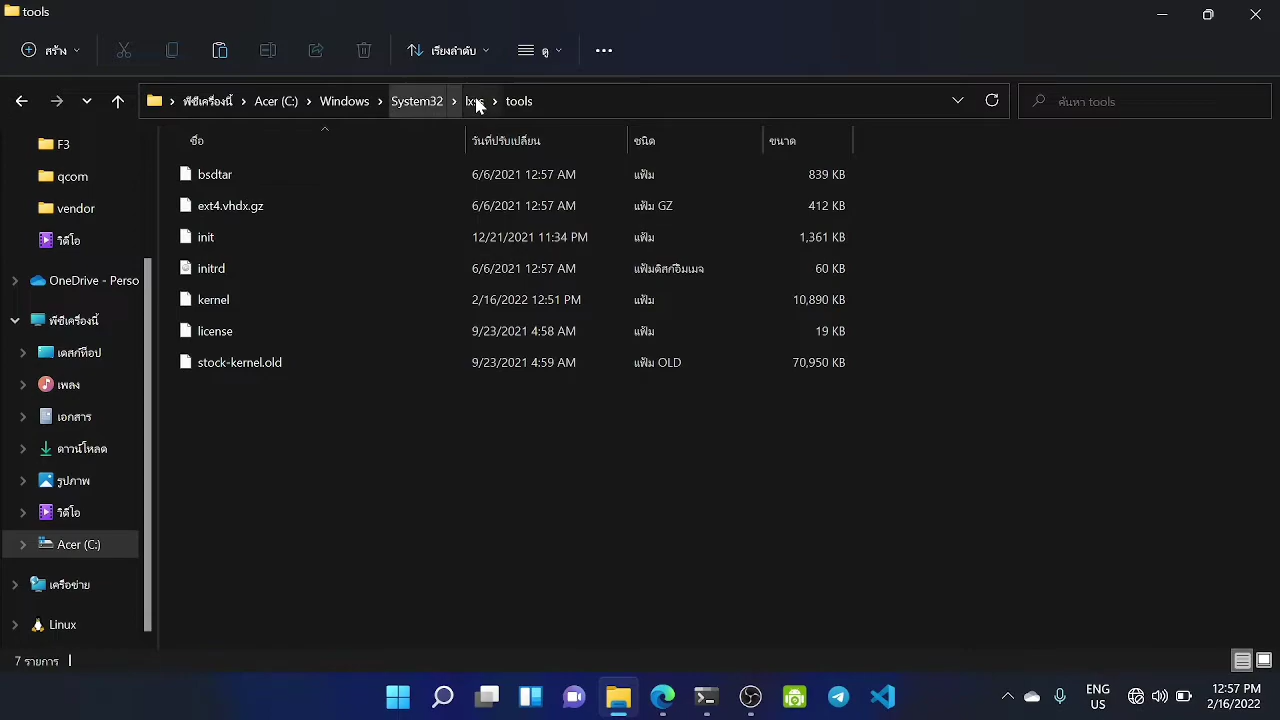 tools
สร้าง
เรียงลำดับ
ดู
พีซีเครื่องนี้ › Acer (C:) › Windows › System32 › › tools
ค้นหา tools
ชื่อ วันที่ปรับเปลี่ยน ชนิด ขนาด
bsdtar 6/6/2021 12:57 AM แฟ้ม 839 KB
ext4.vhdx.gz 6/6/2021 12:57 AM แฟ้ม GZ 412 KB
init 12/21/2021 11:34 PM แฟ้ม 1,361 KB
initrd 6/6/2021 12:57 AM แฟ้มดิสก์อิมเมจ 60 KB
kernel 2/16/2022 12:51 PM แฟ้ม 10,890 KB
license 9/23/2021 4:58 AM แฟ้ม 19 KB
stock-kernel.old 9/23/2021 4:59 AM แฟ้ม OLD 70,950 KB
F3
qcom
vendor
วิดีโอ
OneDrive - Perso
พีซีเครื่องนี้
เดสก์ท็อป
เพลง
เอกสาร
ดาวน์โหลด
รูปภาพ
วิดีโอ
Acer (C:)
เครือข่าย
Linux
7 รายการ
ENG
US
12:57 PM
2/16/2022